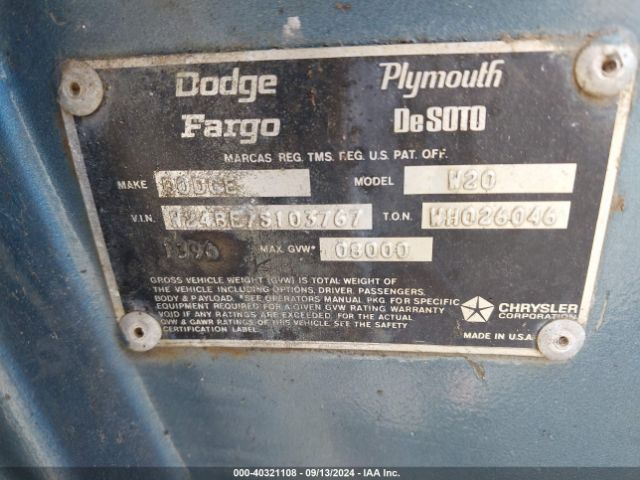 Dodge Plymouth
Fargo De SOTO
MARCAS REG. TMS. REG. U.S. PAT. OFF.
MAKE DODGE MODEL W20
V.I.N. W24BE7S103767 T.O.N. WH026046
MAX. GVW* 08000
GROSS VEHICLE WEIGHT (GVW) IS TOTAL WEIGHT OF
THE VEHICLE INCLUDING OPTIONS, DRIVER, PASSENGERS,
BODY & PAYLOAD. *SEE OPERATORS MANUAL PKG. FOR SPECIFIC
EQUIPMENT REQUIRED FOR A GIVEN GVW RATING WARRANTY
VOID IF ANY RATINGS ARE EXCEEDED. FOR THE ACTUAL
GVW & GAWR RATINGS OF THIS VEHICLE SEE THE SAFETY
CERTIFICATION LABEL.
CHRYSLER
CORPORATION
MADE IN U.S.A.
000-40321108 - 09/13/2024 - IAA Inc.